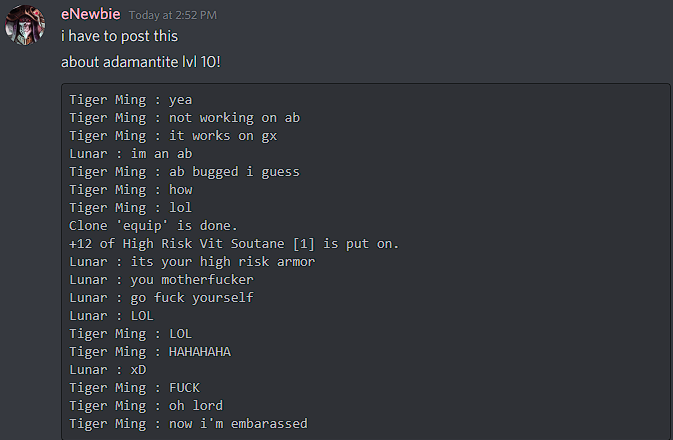 eNewbie Today at 2:52 PM
i have to post this
about adamantite lvl 10!
Tiger Ming : yea
Tiger Ming : not working on ab
Tiger Ming : it works on gx
Lunar : im an ab
Tiger Ming : ab bugged i guess
Tiger Ming : how
Tiger Ming : lol
Clone 'equip' is done.
+12 of High Risk Vit Soutane [1] is put on.
Lunar : its your high risk armor
Lunar : you motherfucker
Lunar : go fuck yourself
Lunar : LOL
Tiger Ming : LOL
Tiger Ming : HAHAHAHA
Lunar : xD
Tiger Ming : FUCK
Tiger Ming : oh lord
Tiger Ming : now i'm embarassed